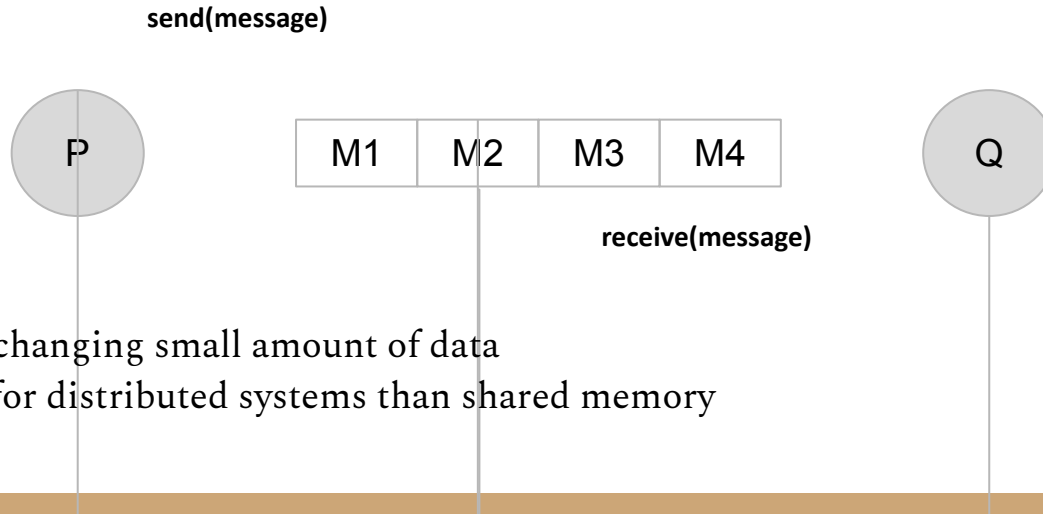 send(message)
P M1 M2 M3 M4 Q
receive(message)
changing small amount of data
for distributed systems than shared memory